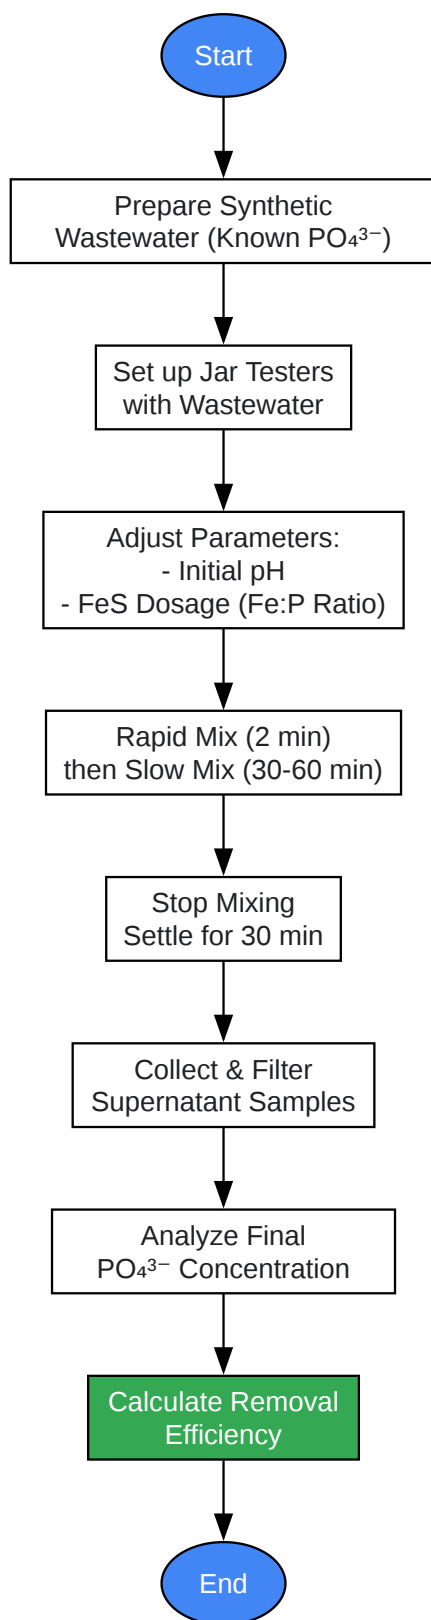 Start
Prepare Synthetic
Wastewater (Known PO₄³⁻)
Set up Jar Testers
with Wastewater
Adjust Parameters:
- Initial pH
- FeS Dosage (Fe:P Ratio)
Rapid Mix (2 min)
then Slow Mix (30-60 min)
Stop Mixing
Settle for 30 min
Collect & Filter
Supernatant Samples
Analyze Final
PO₄³⁻ Concentration
Calculate Removal
Efficiency
End